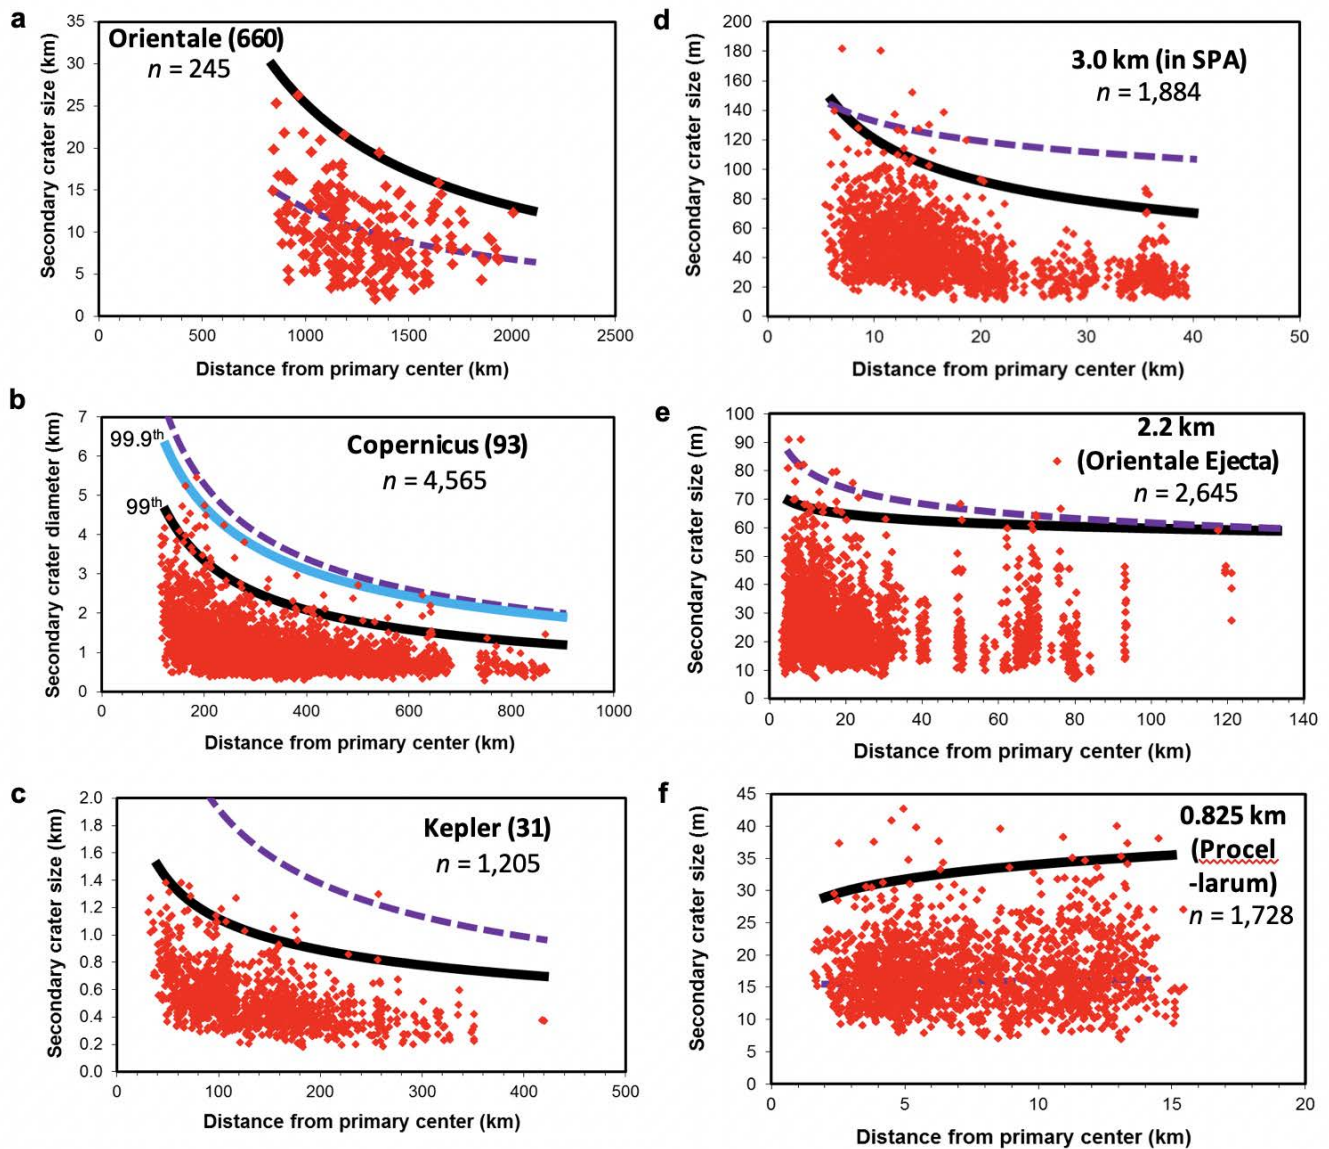 a
Secondary crater size (km)
35
30
25
20
15
10
5
0
Orientale (660)
n = 245
0 500 1000 1500 2000 2500
Distance from primary center (km)
b
Secondary crater diameter (km)
7
6
5
4
3
2
1
0
99.9th
99th
Copernicus (93)
n = 4,565
0 200 400 600 800 1000
Distance from primary center (km)
c
Secondary crater size (km)
2.0
1.8
1.6
1.4
1.2
1.0
0.8
0.6
0.4
0.2
0.0
Kepler (31)
n = 1,205
0 100 200 300 400 500
Distance from primary center (km)
d
Secondary crater size (m)
200
180
160
140
120
100
80
60
40
20
0
3.0 km (in SPA)
n = 1,884
0 10 20 30 40 50
Distance from primary center (km)
e
Secondary crater size (m)
100
90
80
70
60
50
40
30
20
10
0
2.2 km
(Orientale Ejecta)
n = 2,645
0 20 40 60 80 100 120 140
Distance from primary center (km)
f
Secondary crater size (m)
45
40
35
30
25
20
15
10
5
0
0.825 km
(Procel
-larum)
n = 1,728
0 5 10 15 20
Distance from primary center (km)